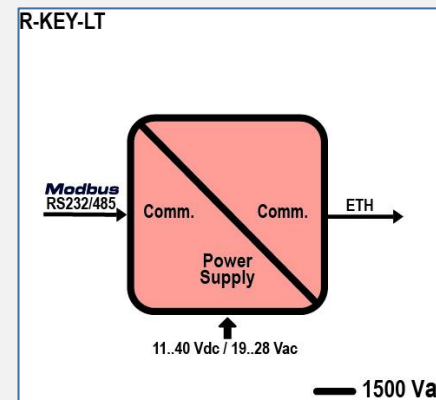 R-KEY-LT
Modbus
RS232/485
Comm.
Comm.
ETH
Power
Supply
11..40 Vdc / 19..28 Vac
1500 Va